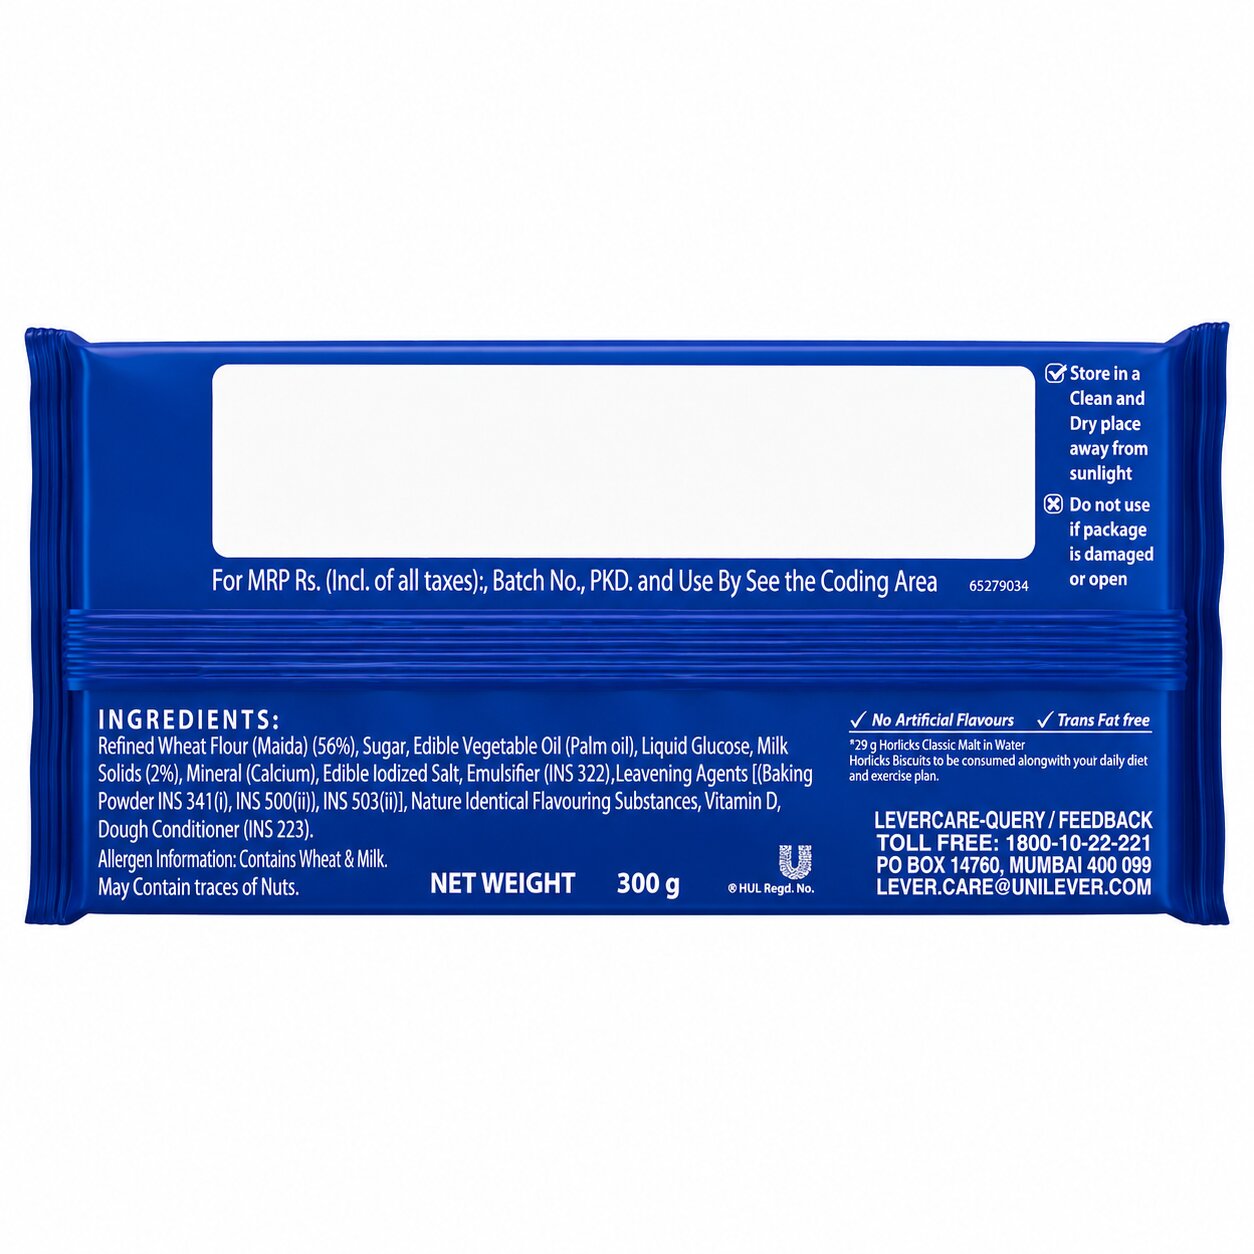 Store in a
Clean and
Dry place
away from
sunlight
Do not use
if package
is damaged
or open
For MRP Rs. (Incl. of all taxes):, Batch No., PKD. and Use By See the Coding Area
65279034
INGREDIENTS:
Refined Wheat Flour (Maida) (56%), Sugar, Edible Vegetable Oil (Palm oil), Liquid Glucose, Milk
Solids (2%), Mineral (Calcium), Edible Iodized Salt, Emulsifier (INS 322),Leavening Agents [(Baking
Powder INS 341(i), INS 500(ii)), INS 503(ii)], Nature Identical Flavouring Substances, Vitamin D,
Dough Conditioner (INS 223).
Allergen Information: Contains Wheat & Milk.
May Contain traces of Nuts.
NET WEIGHT 300 g
® HUL Regd. No.
No Artificial Flavours Trans Fat free
*29 g Horlicks Classic Malt in Water
Horlicks Biscuits to be consumed alongwith your daily diet
and exercise plan.
LEVERCARE-QUERY / FEEDBACK
TOLL FREE: 1800-10-22-221
PO BOX 14760, MUMBAI 400 099
LEVER.CARE@UNILEVER.COM